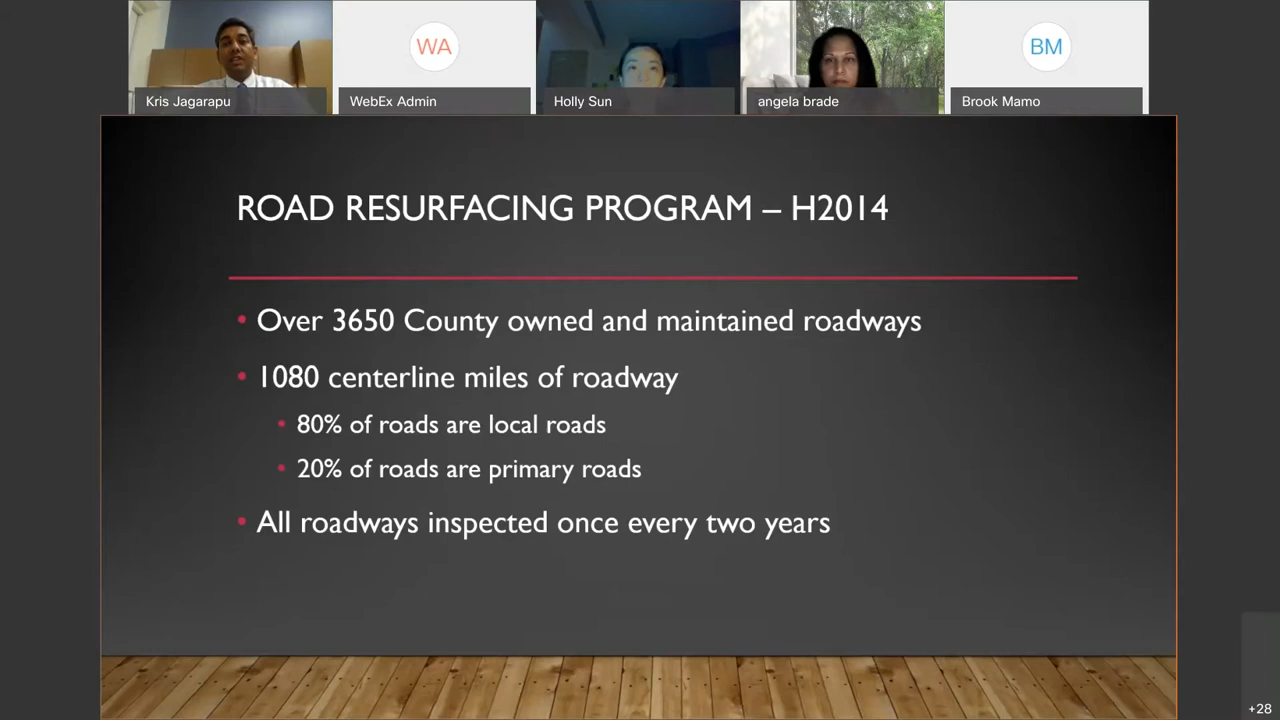 WA
BM
Kris Jagarapu
WebEx Admin
Holly Sun
angela brade
Brook Mamo
ROAD RESURFACING PROGRAM – H2014
• Over 3650 County owned and maintained roadways
• 1080 centerline miles of roadway
• 80% of roads are local roads
• 20% of roads are primary roads
• All roadways inspected once every two years
+28